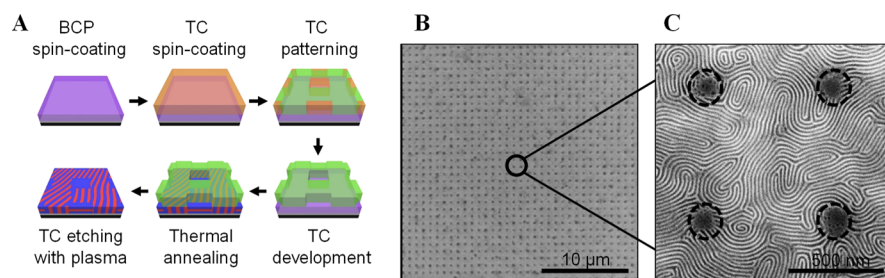 A
BCP
spin-coating
TC
spin-coating
TC
patterning
TC etching
with plasma
Thermal
annealing
TC
development
B
10 µm
C
500 nm